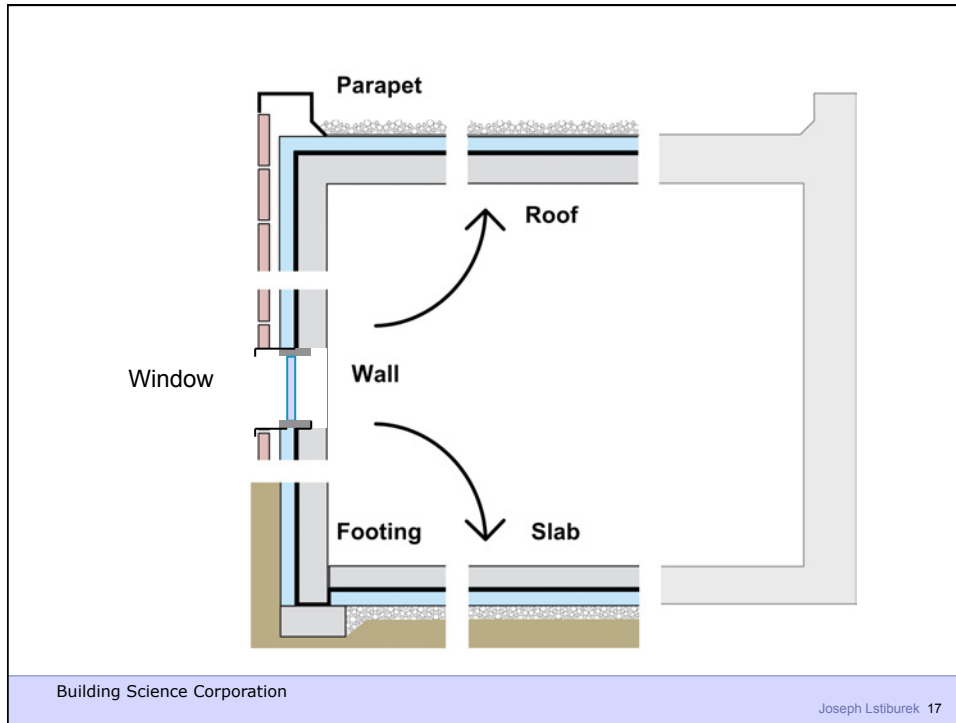 Parapet
Roof
Window
Wall
Footing
Slab
Building Science Corporation
Joseph Lstiburek 17